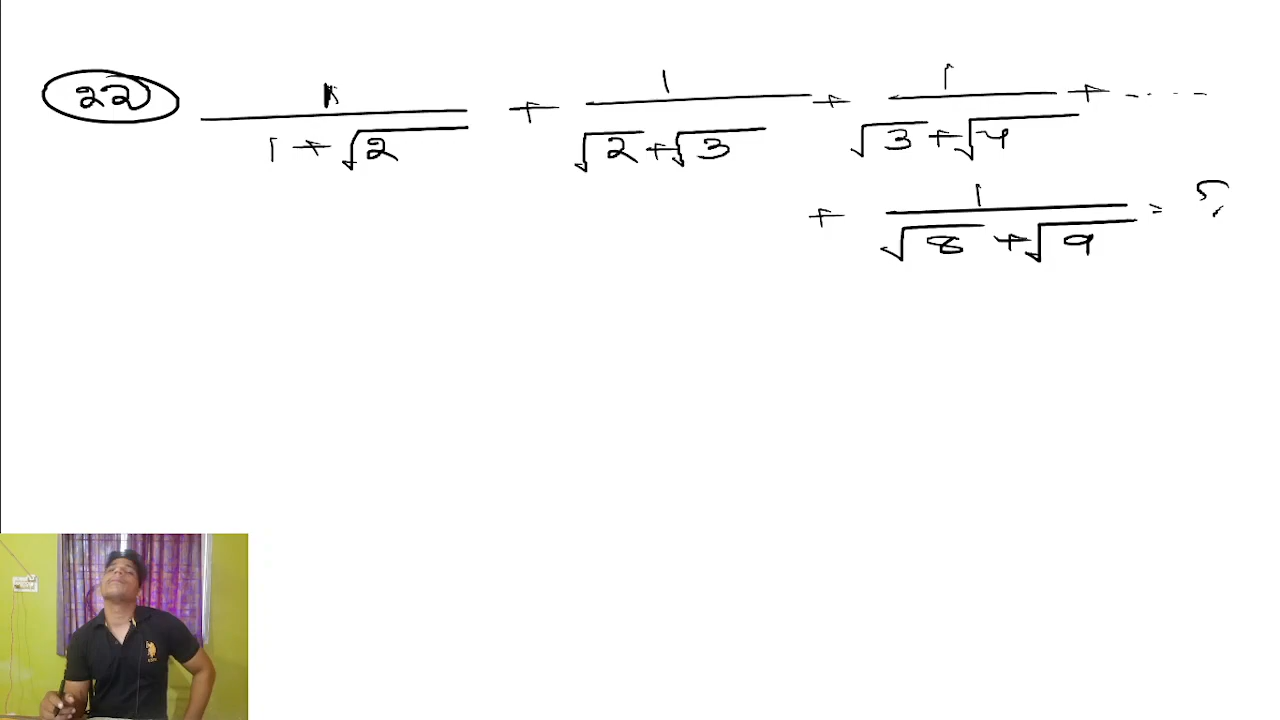 22 1/(1+√2) + 1/(√2+√3) + 1/(√3+√4) + .....
+ 1/(√8+√9) = ?